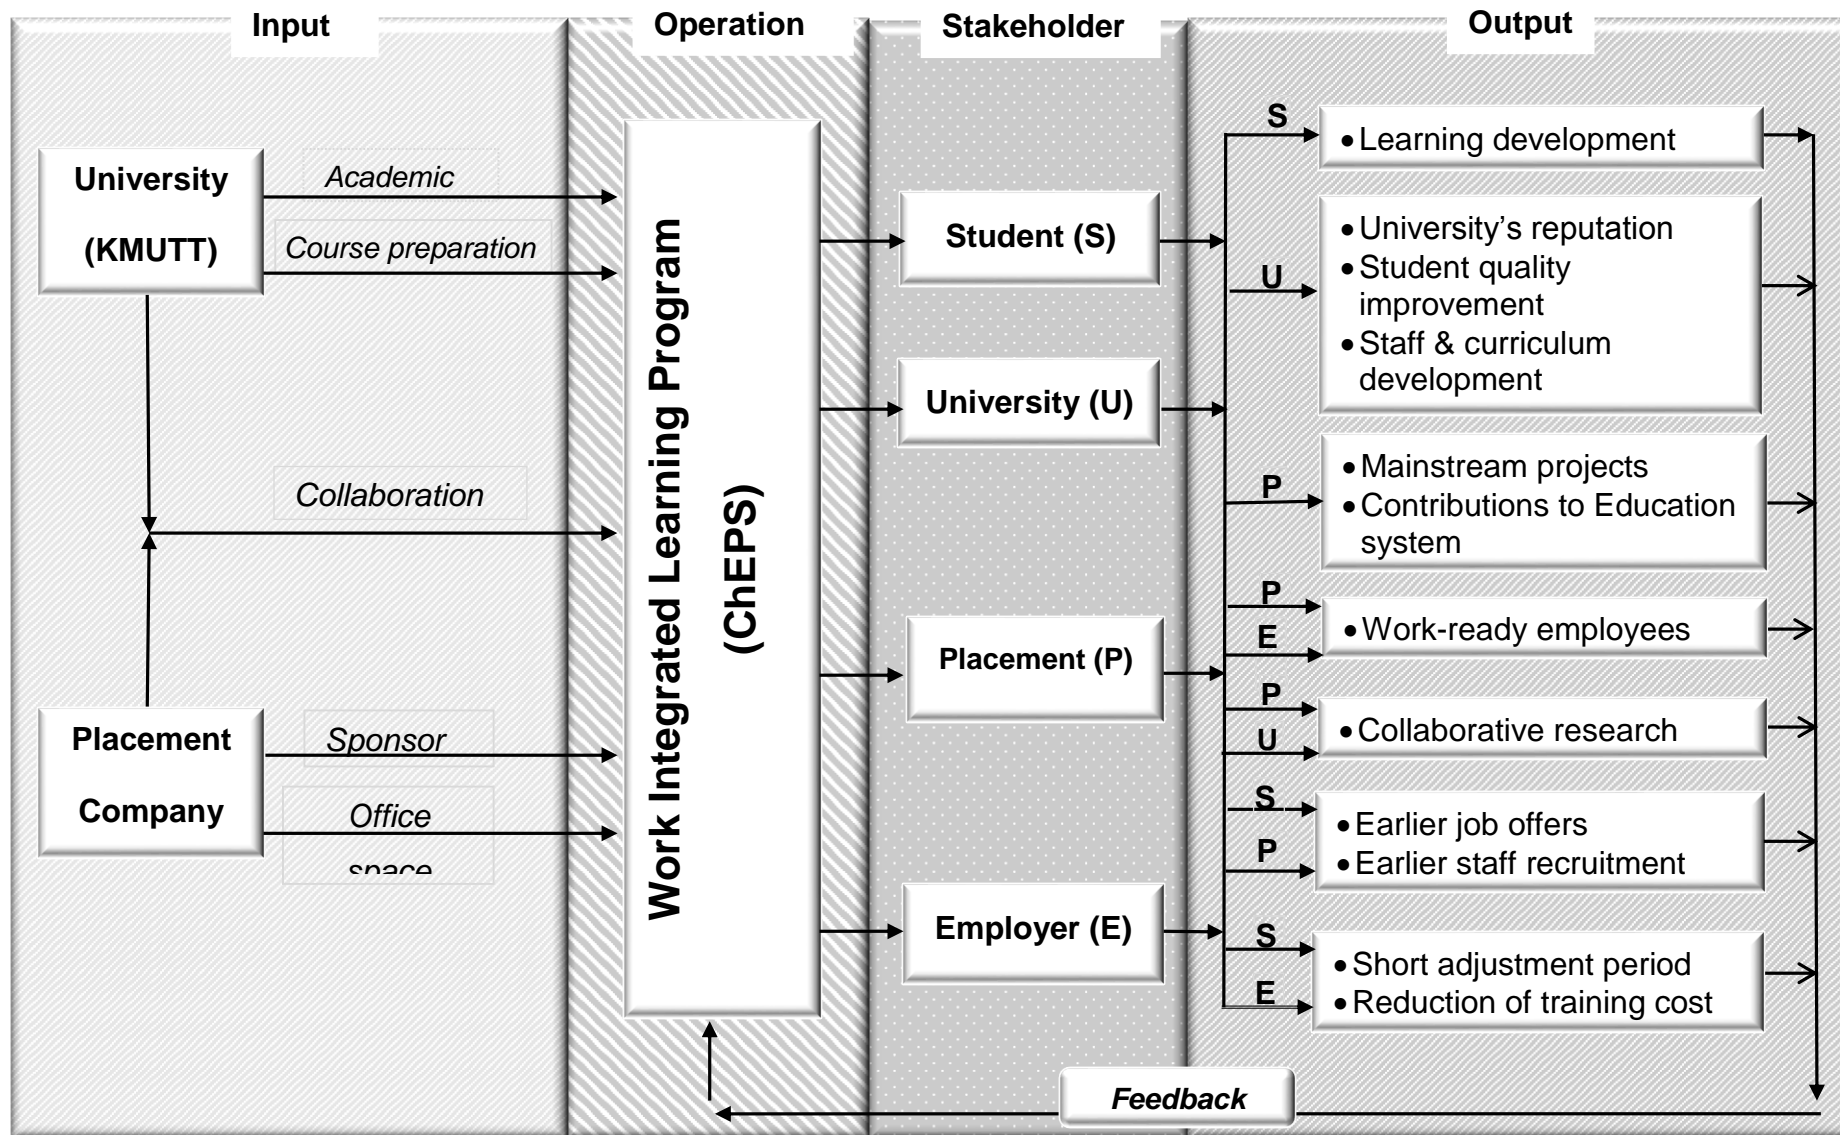 Input
Operation
Stakeholder
Output
University
(KMUTT)
Academic
Course preparation
Collaboration
Placement
Company
Sponsor
Office
space
Work Integrated Learning Program
(ChEPS)
Student (S)
University (U)
Placement (P)
Employer (E)
S
• Learning development
U
• University’s reputation
• Student quality
improvement
• Staff & curriculum
development
P
• Mainstream projects
• Contributions to Education
system
P
E
• Work-ready employees
P
U
• Collaborative research
S
P
• Earlier job offers
• Earlier staff recruitment
S
E
• Short adjustment period
• Reduction of training cost
Feedback